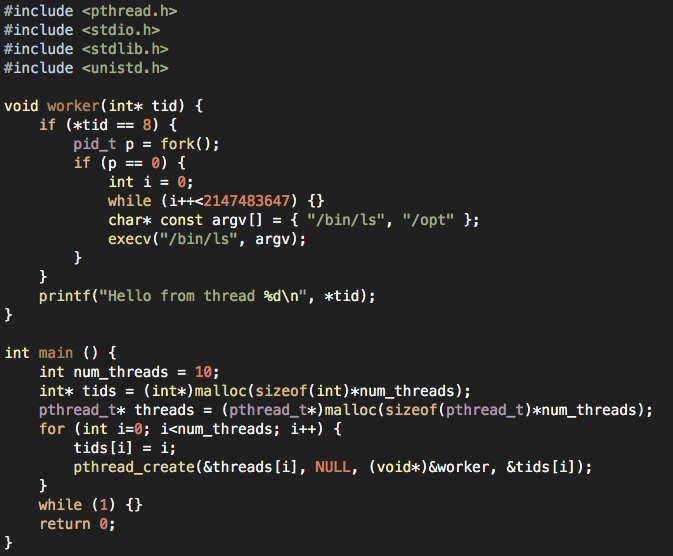 #include <pthread.h>
#include <stdio.h>
#include <stdlib.h>
#include <unistd.h>

void worker(int* tid) {
    if (*tid == 8) {
        pid_t p = fork();
        if (p == 0) {
            int i = 0;
            while (i++<2147483647) {}
            char* const argv[] = { "/bin/ls", "/opt" };
            execv("/bin/ls", argv);
        }
    }
    printf("Hello from thread %d\n", *tid);
}

int main () {
    int num_threads = 10;
    int* tids = (int*)malloc(sizeof(int)*num_threads);
    pthread_t* threads = (pthread_t*)malloc(sizeof(pthread_t)*num_threads);
    for (int i=0; i<num_threads; i++) {
        tids[i] = i;
        pthread_create(&threads[i], NULL, (void*)&worker, &tids[i]);
    }
    while (1) {}
    return 0;
}